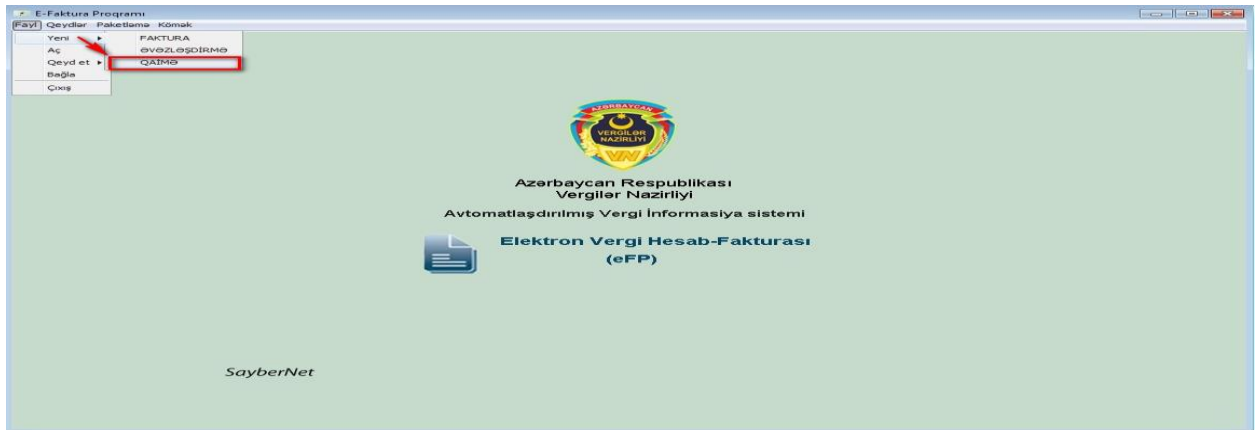 E-Faktura Proqramı
Fayl Qeydlər Paketləmə Kömək
Yeni
FAKTURA
Aç
ƏVƏZLƏŞDİRMƏ
Qeyd et
QAİMƏ
Bağla
Çıxış
AZƏRBAYCAN
VERGİLƏR
NAZİRLİYİ
VN
Azərbaycan Respublikası
Vergilər Nazirliyi
Avtomatlaşdırılmış Vergi İnformasiya sistemi
Elektron Vergi Hesab-Fakturası
(eFP)
SayberNet